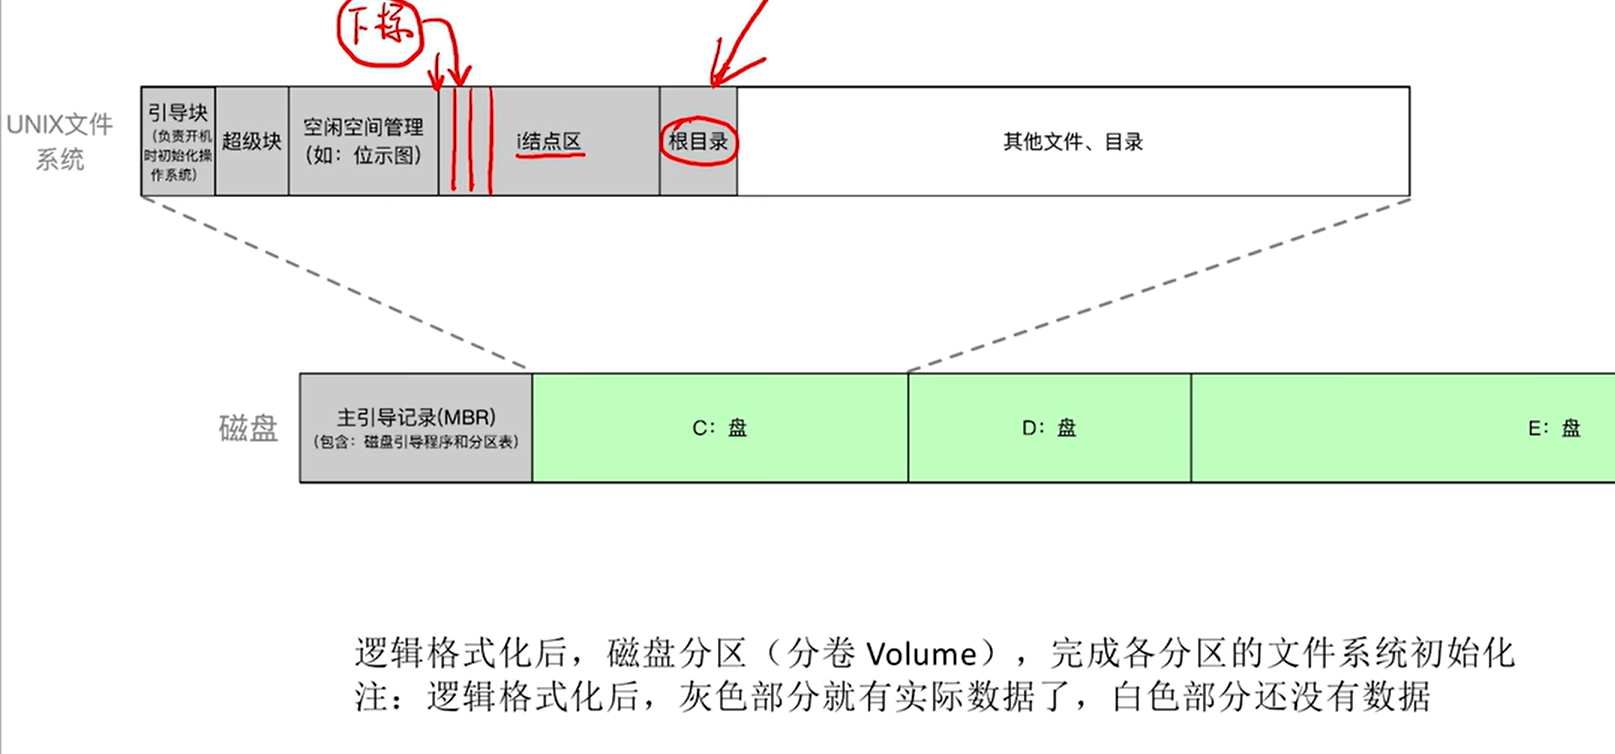 下标
UNIX文件
系统
引导块
(负责开机
时初始化操
作系统)
超级块
空闲空间管理
(如：位示图)
i结点区
根目录
其他文件、目录
磁盘
主引导记录(MBR)
(包含：磁盘引导程序和分区表)
C：盘
D：盘
E：盘
逻辑格式化后，磁盘分区（分卷 Volume），完成各分区的文件系统初始化
注：逻辑格式化后，灰色部分就有实际数据了，白色部分还没有数据